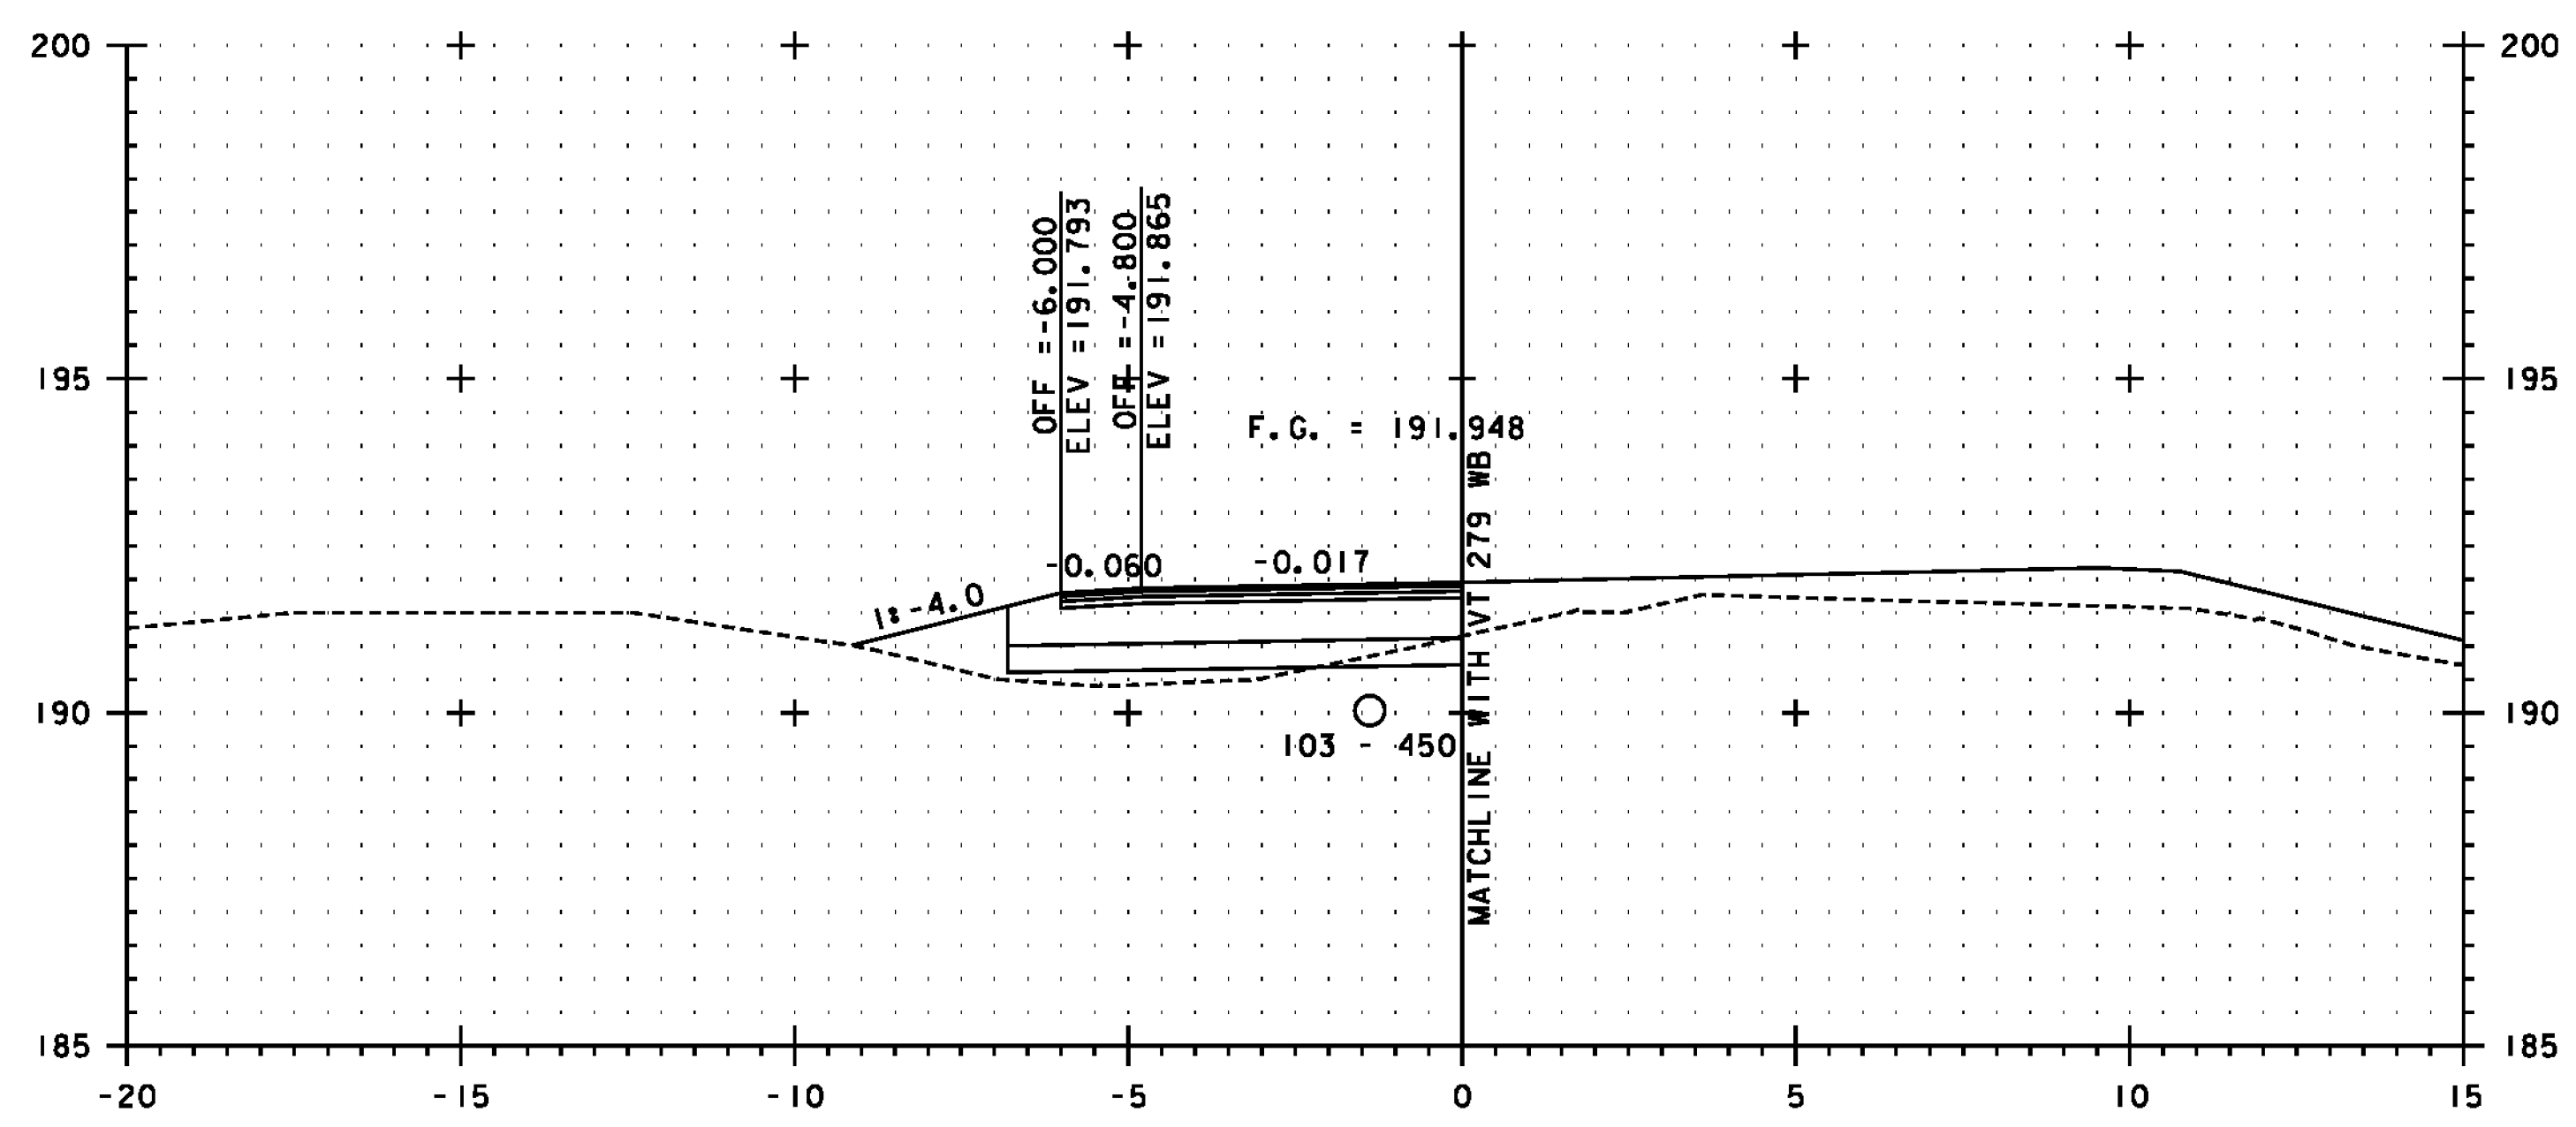 200
200
195
195
190
190
185
185
OFF =-6.000
ELEV =191.793
OFF =-4.800
ELEV =191.865
F.G. = 191.948
-0.060
-0.017
1:-4.0
MATCHLINE WITH VT 279 WB
103 - 450
-20
-15
-10
-5
0
5
10
15